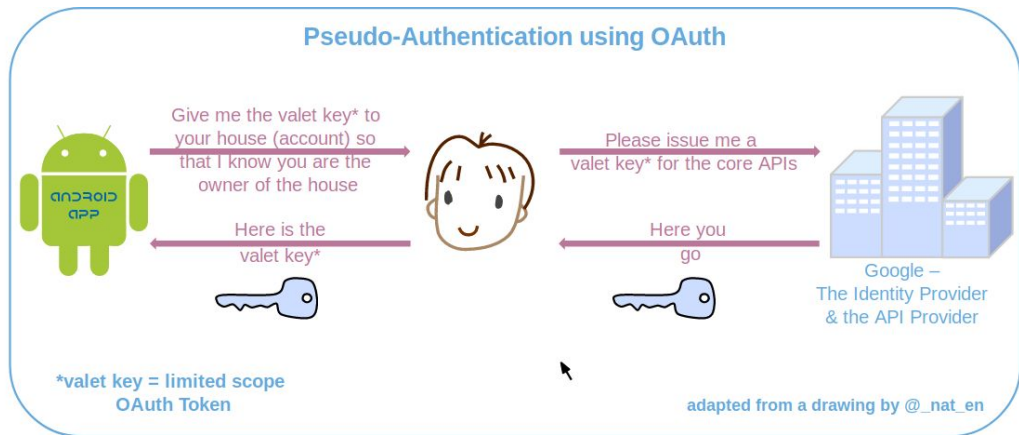 Pseudo-Authentication using OAuth
Give me the valet key* to
your house (account) so
that I know you are the
owner of the house
Please issue me a
valet key* for the core APIs
ANDROID
APP
Here is the
valet key*
Here you
go
Google –
The Identity Provider
& the API Provider
*valet key = limited scope
OAuth Token
adapted from a drawing by @_nat_en